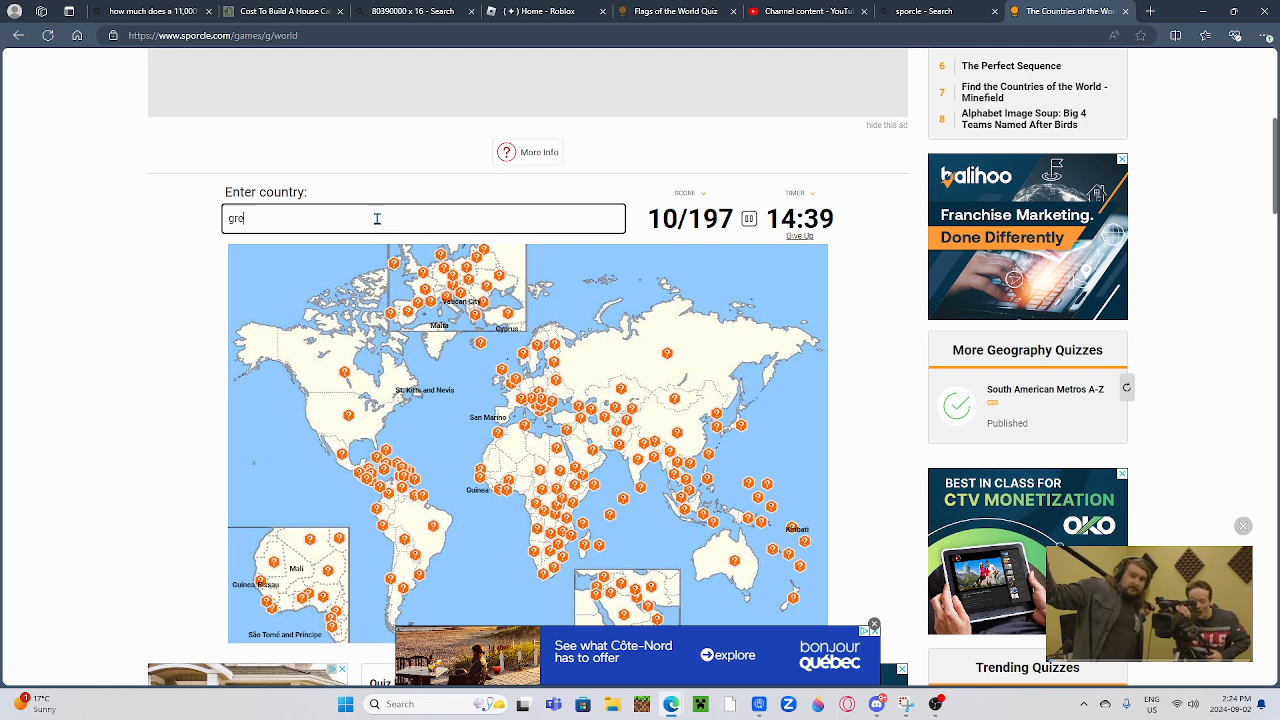 how much does a 11,000
Cost To Build A House Ca
80390000 x 16 - Search
( + ) Home - Roblox
Flags of the World Quiz
Channel content - YouTu
sporcle - Search
Countries of the Wor
https://www.sporcle.com/games/g/world
6 The Perfect Sequence
7 Find the Countries of the World - Minefield
8 Alphabet Image Soup: Big 4 Teams Named After Birds
hide this ad
More Info
Enter country:
gre
SCORE
TIMER
10/197
14:39
Give Up
Vatican City
Malta
Cyprus
St. Kitts and Nevis
San Marino
Guinea
Kiribati
Mali
Guinea-Bissau
São Tomé and Príncipe
balihoo
Franchise Marketing.
Done Differently
More Geography Quizzes
South American Metros A-Z
Published
BEST IN CLASS FOR
CTV MONETIZATION
OKO
Trending Quizzes
See what Côte-Nord
has to offer
explore
bonjour
québec
Quiz
17°C
Sunny
Search
ENG
US
2:24 PM
2024-09-02